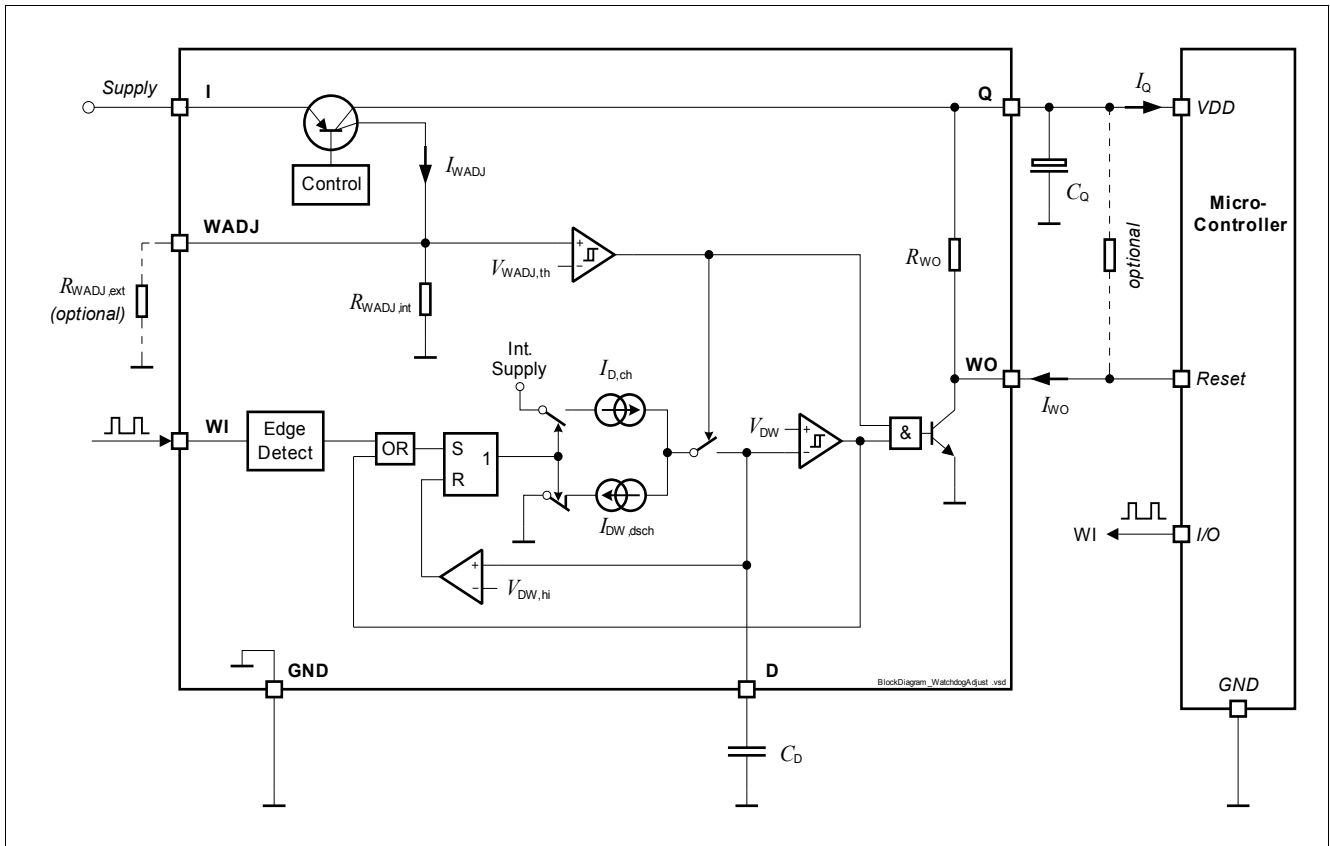 Supply
I
Q
I_Q
VDD
Control
I_WADJ
C_Q
Micro-
Controller
WADJ
R_WADJ,ext
(optional)
V_WADJ,th
+
−
R_WADJ,int
R_WO
optional
Int.
Supply
I_D,ch
WO
I_WO
Reset
WI
Edge
Detect
OR
S
R
1
V_DW
+
−
&
I_DW,dsch
WI
I/O
+
−
V_DW,hi
GND
D
BlockDiagram_WatchdogAdjust .vsd
GND
C_D